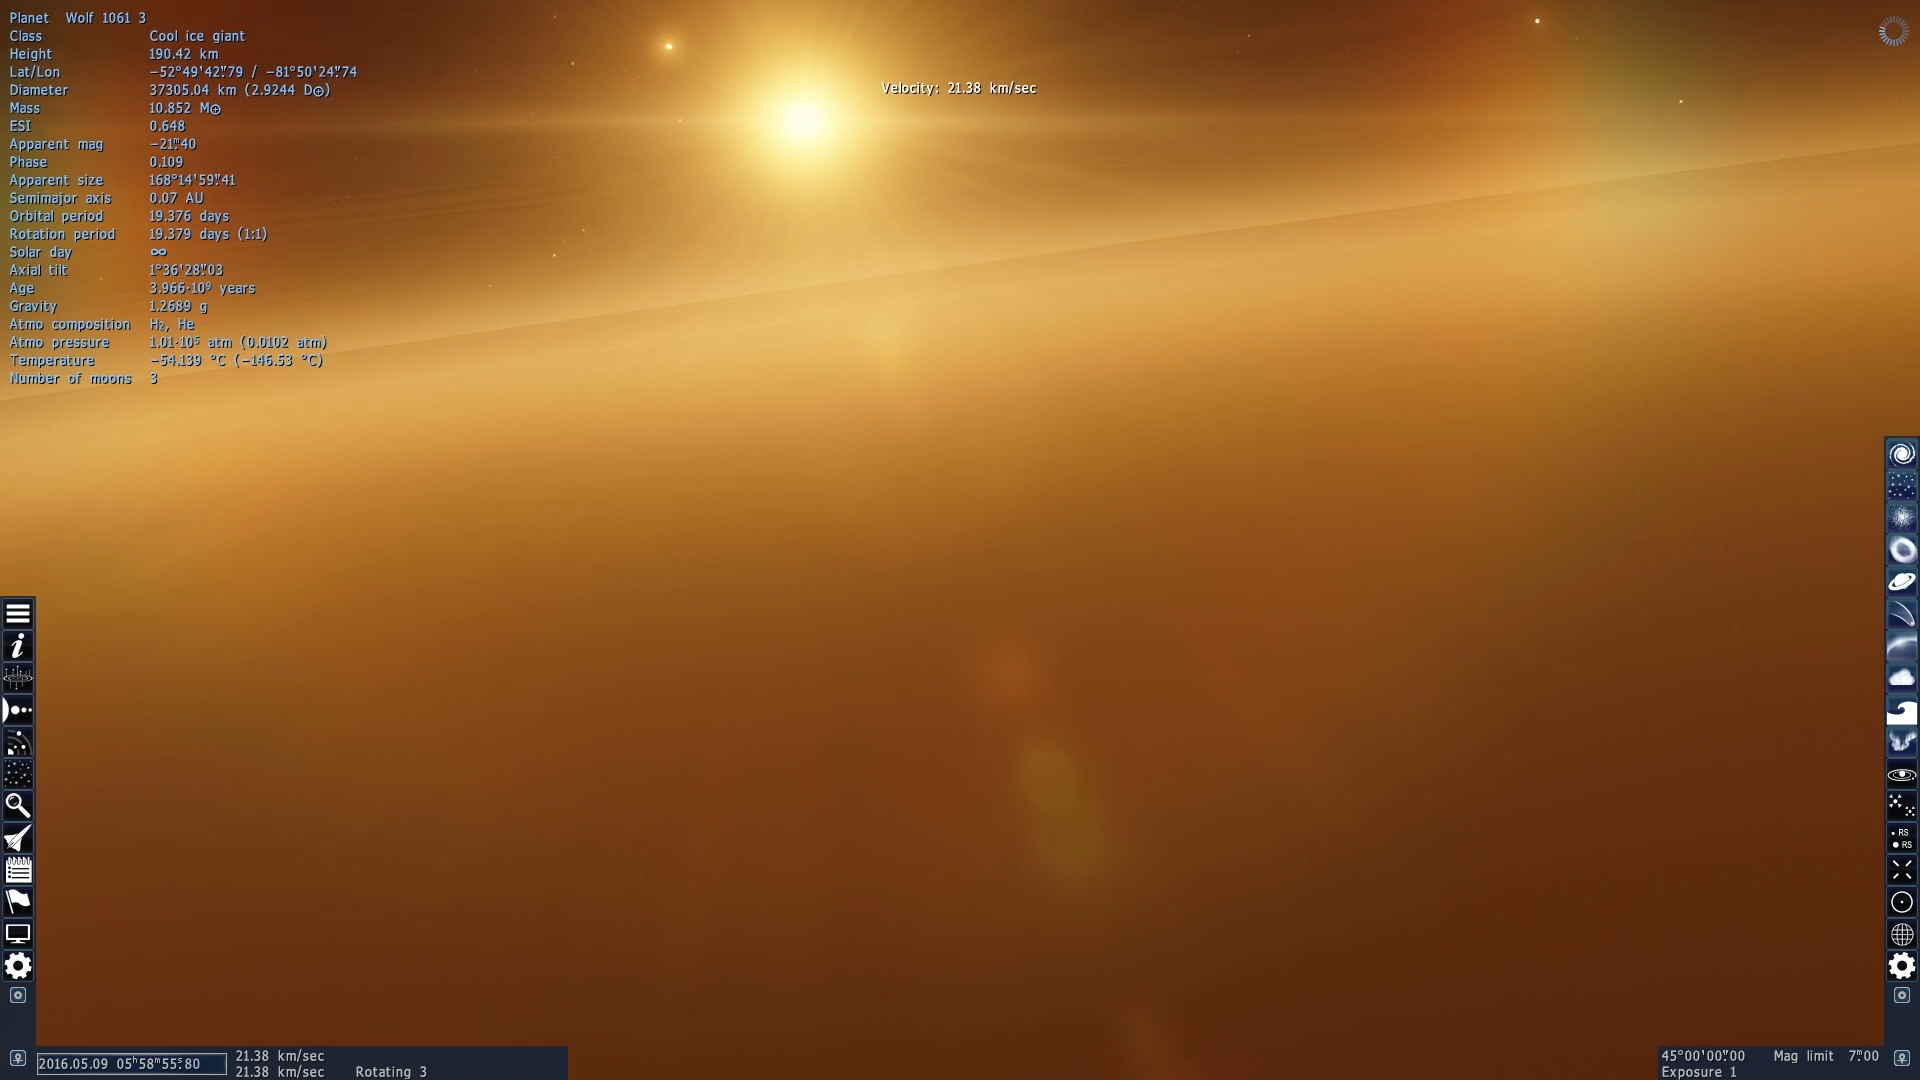 Planet Wolf 1061 3
Class Cool ice giant
Height 190.42 km
Lat/Lon −52°49'42"79 / −81°50'24"74
Diameter 37305.04 km (2.9244 D⊕)
Mass 10.852 M⊕
ESI 0.648
Apparent mag −21ᵐ40
Phase 0.109
Apparent size 168°14'59"41
Semimajor axis 0.07 AU
Orbital period 19.376 days
Rotation period 19.379 days (1:1)
Solar day ∞
Axial tilt 1°36'28"03
Age 3.966·10⁹ years
Gravity 1.2689 g
Atmo composition H₂, He
Atmo pressure 1.01·10⁵ atm (0.0102 atm)
Temperature −54.139 °C (−146.53 °C)
Number of moons 3
Velocity: 21.38 km/sec
RS
RS
2016.05.09 05ʰ58ᵐ55ˢ80
21.38 km/sec
21.38 km/sec Rotating 3
45°00'00"00 Mag limit 7ᵐ00
Exposure 1